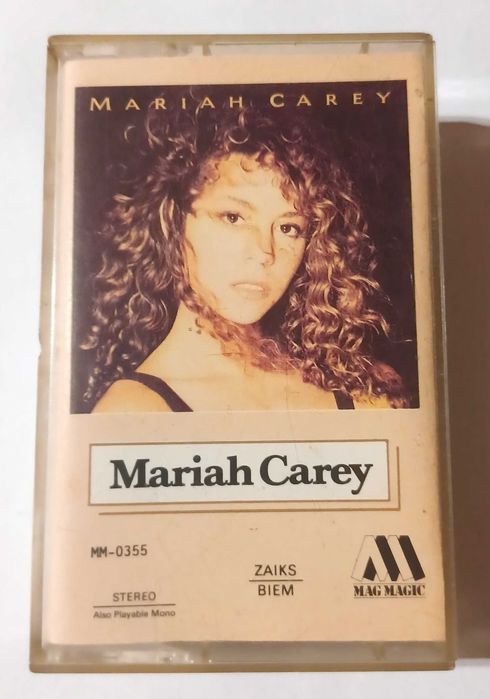 MARIAH CAREY
Mariah Carey
MM-0355
ZAIKS
BIEM
STEREO
Also Playable Mono
MAG MAGIC